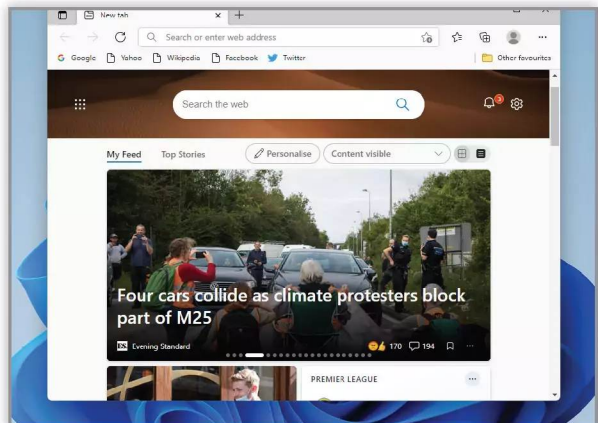 New tab
Search or enter web address
Google Yahoo Wikipedia Facebook Twitter Other favourites
Search the web
3
My Feed Top Stories Personalise Content visible
Four cars collide as climate protesters block
part of M25
ES Evening Standard 170 194
PREMIER LEAGUE